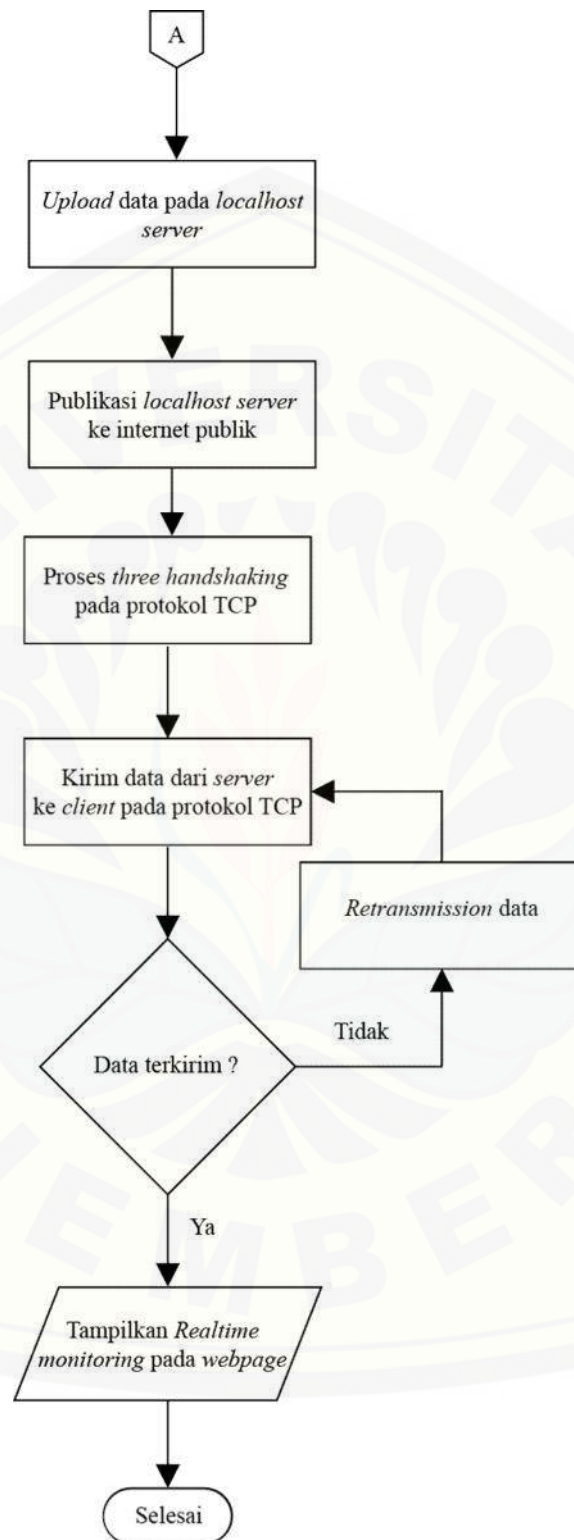 A
Upload data pada localhost
server
Publikasi localhost server
ke internet publik
Proses three handshaking
pada protokol TCP
Kirim data dari server
ke client pada protokol TCP
Retransmission data
Tidak
Data terkirim ?
Ya
Tampilkan Realtime
monitoring pada webpage
Selesai
UNIVERSITAS
JEMBER